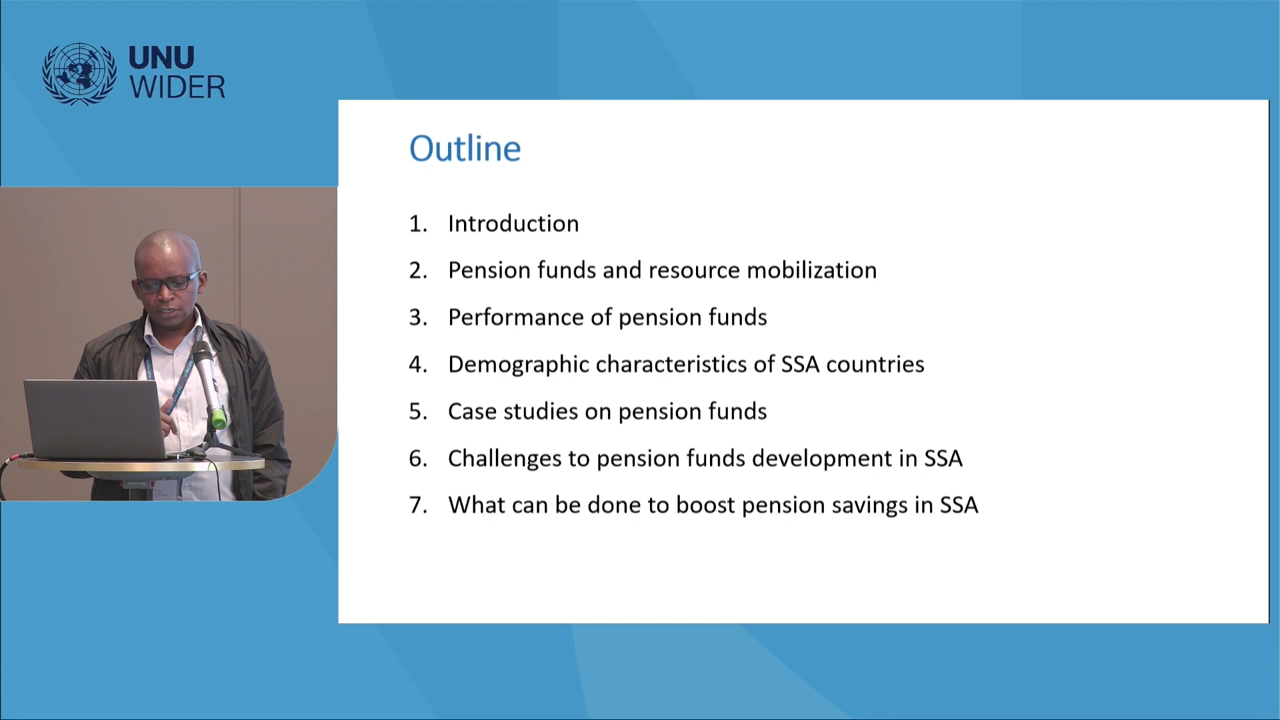 UNU
WIDER
Outline
1. Introduction
2. Pension funds and resource mobilization
3. Performance of pension funds
4. Demographic characteristics of SSA countries
5. Case studies on pension funds
6. Challenges to pension funds development in SSA
7. What can be done to boost pension savings in SSA